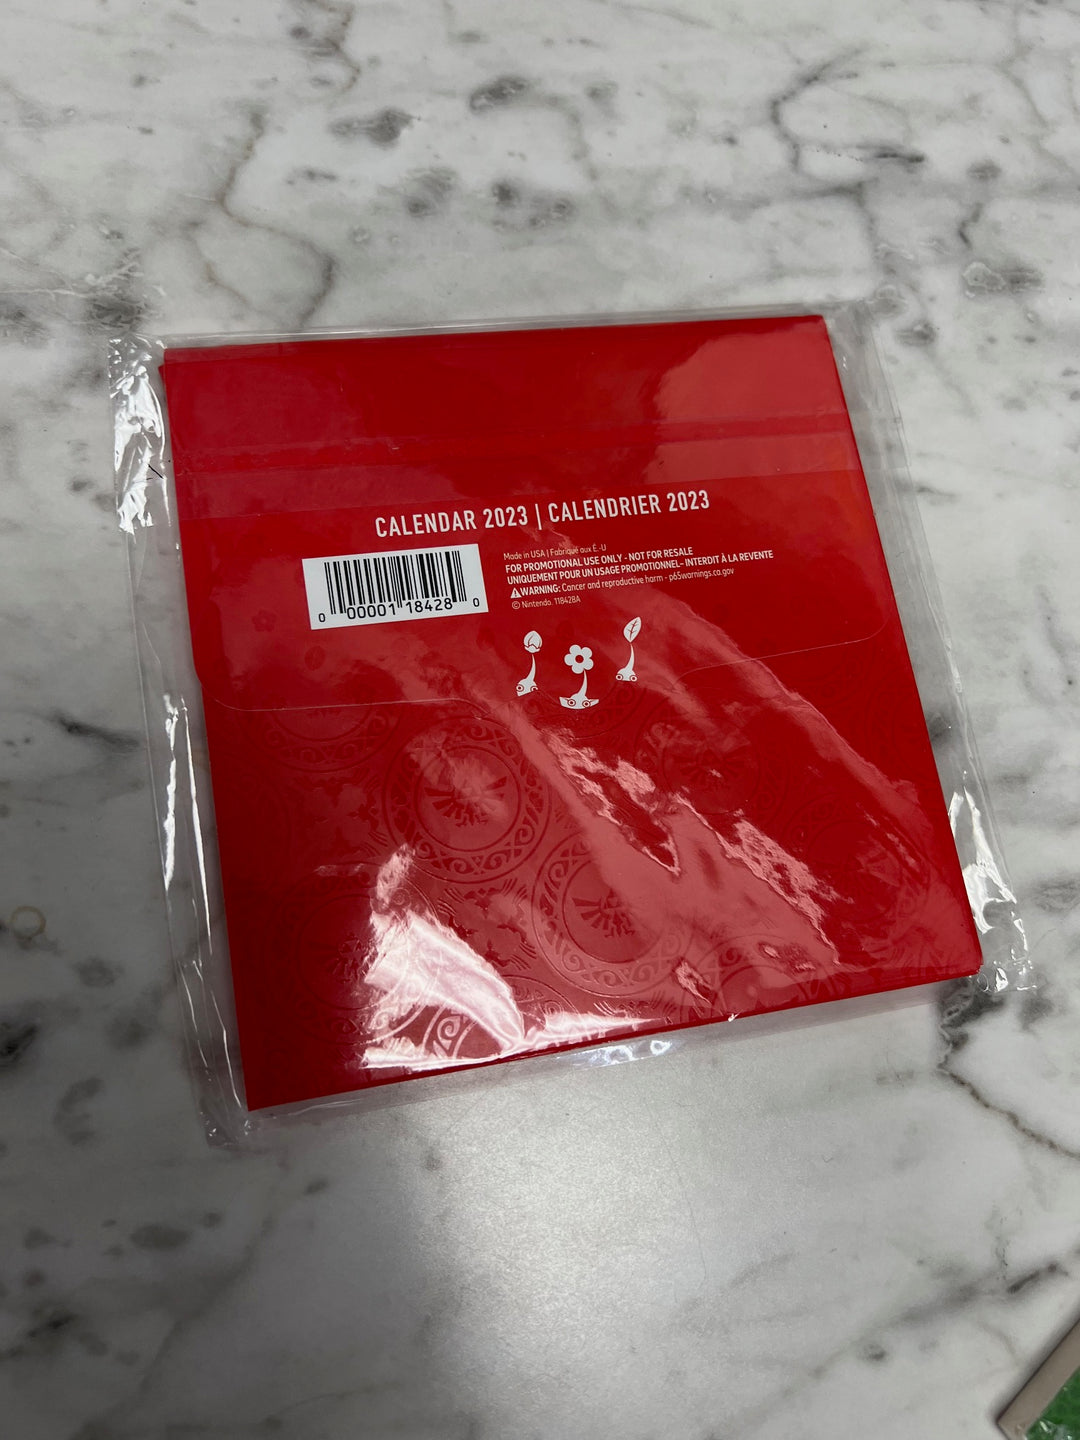 CALENDAR 2023 | CALENDRIER 2023
Made in USA | Fabriqué aux É.-U
FOR PROMOTIONAL USE ONLY - NOT FOR RESALE
UNIQUEMENT POUR UN USAGE PROMOTIONNEL- INTERDIT À LA REVENTE
⚠WARNING: Cancer and reproductive harm - p65warnings.ca.gov
© Nintendo. 118428A
0 00001 18428 0